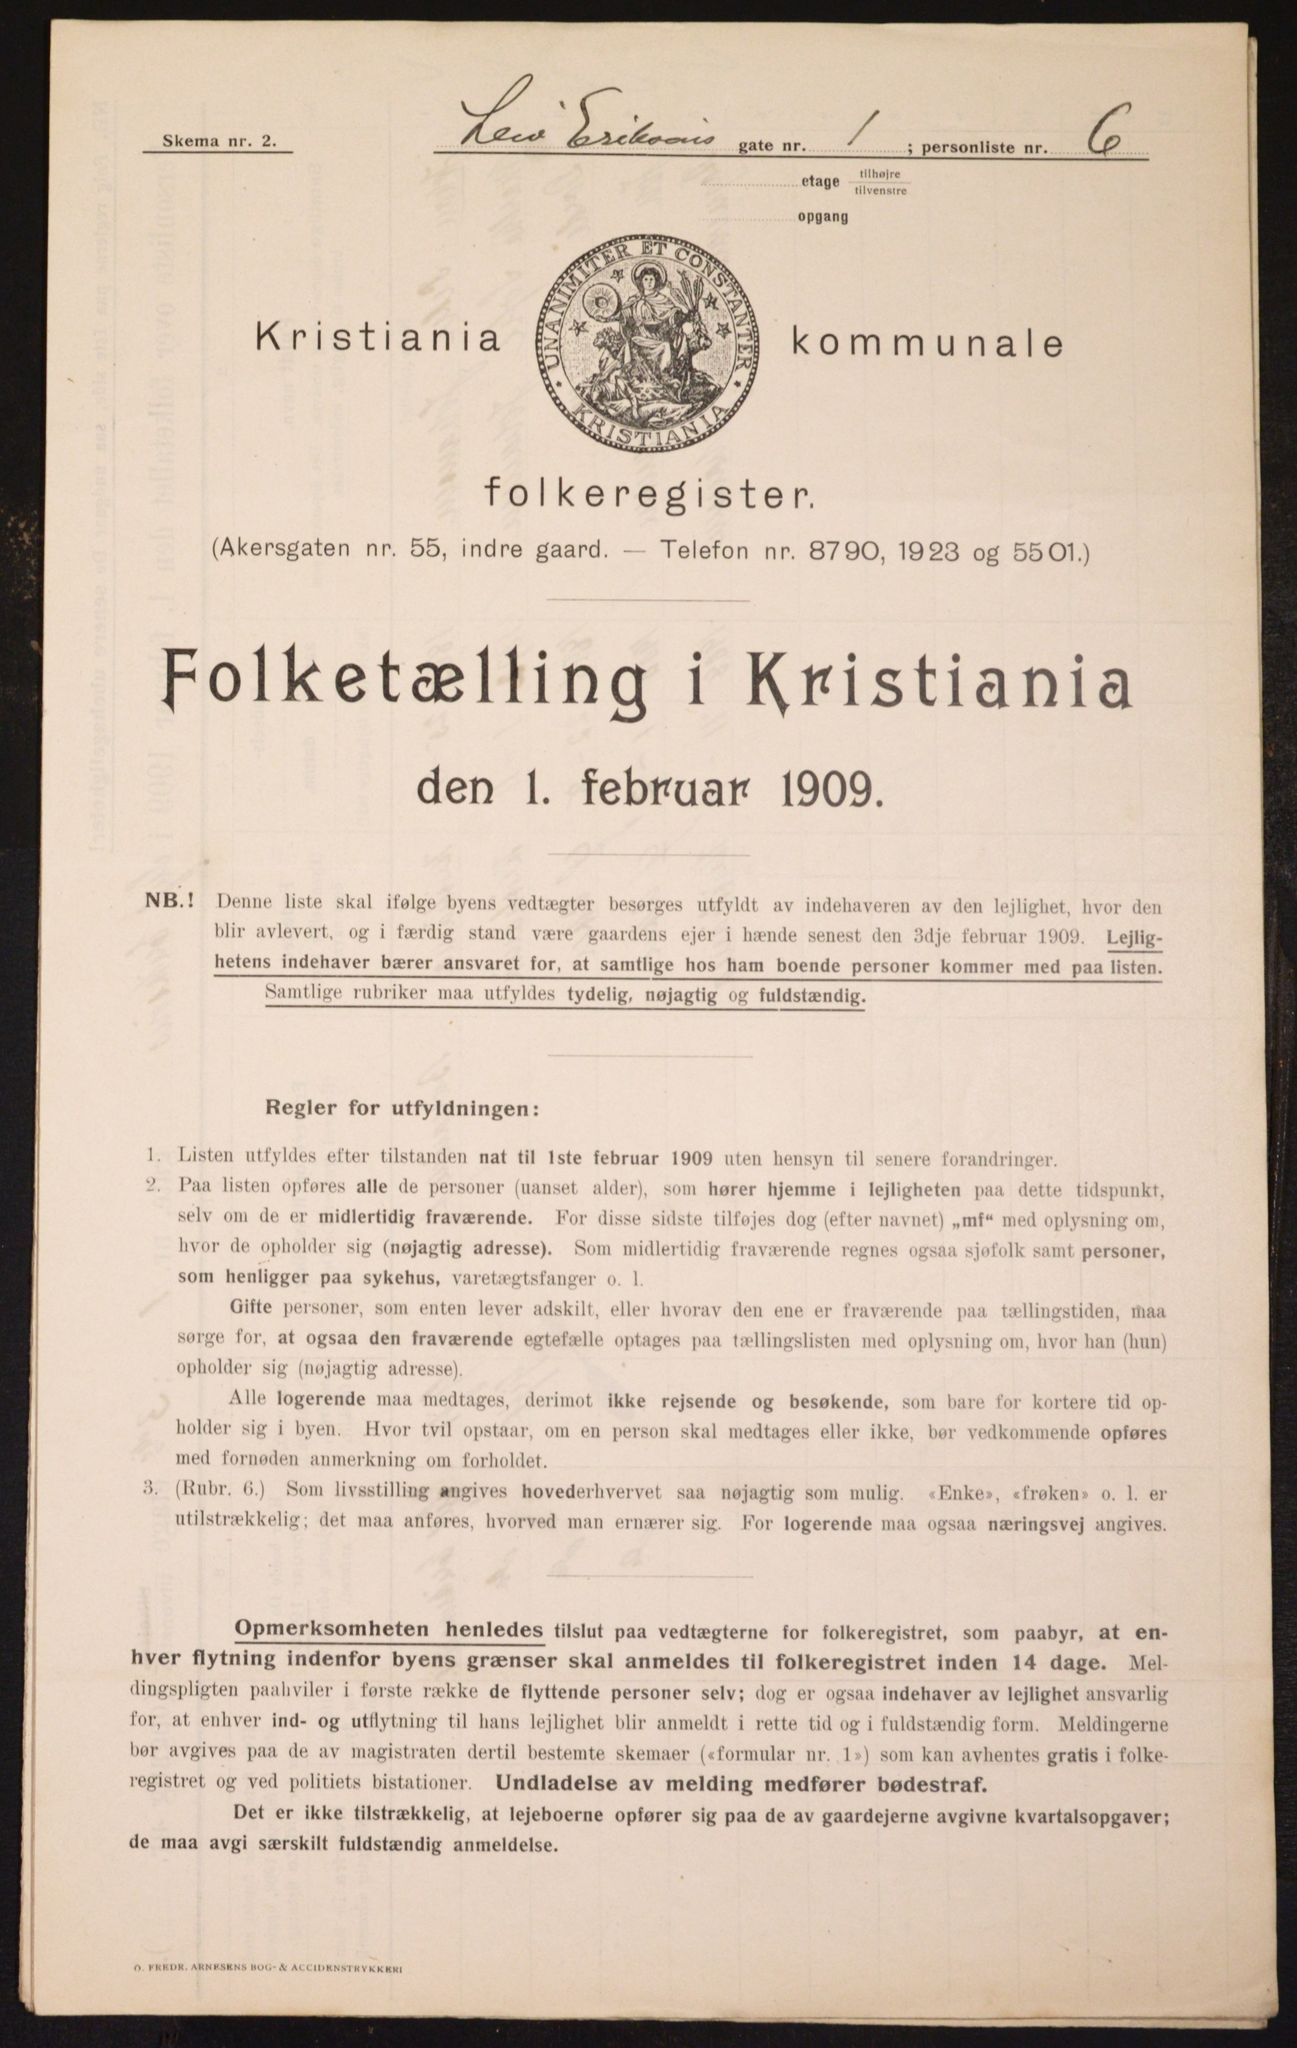 Skema nr. 2.
Leiv Eriksons gate nr. 1 ; personliste nr. 6
etage tilhøjre
tilvenstre
opgang
UNANIMITER ET CONSTANTER
KRISTIANIA
Kristiania kommunale
folkeregister.
(Akersgaten nr. 55, indre gaard. — Telefon nr. 8790, 1923 og 5501.)
Folketælling i Kristiania
den 1. februar 1909.
NB.! Denne liste skal ifølge byens vedtægter besørges utfyldt av indehaveren av den lejlighet, hvor den
blir avlevert, og i færdig stand være gaardens ejer i hænde senest den 3dje februar 1909. Lejlig-
hetens indehaver bærer ansvaret for, at samtlige hos ham boende personer kommer med paa listen.
Samtlige rubriker maa utfyldes tydelig, nøjagtig og fuldstændig.
Regler for utfyldningen:
1. Listen utfyldes efter tilstanden nat til 1ste februar 1909 uten hensyn til senere forandringer.
2. Paa listen opføres alle de personer (uanset alder), som hører hjemme i lejligheten paa dette tidspunkt,
selv om de er midlertidig fraværende. For disse sidste tilføjes dog (efter navnet) „mf“ med oplysning om,
hvor de opholder sig (nøjagtig adresse). Som midlertidig fraværende regnes ogsaa sjøfolk samt personer,
som henligger paa sykehus, varetægtsfanger o. l.
Gifte personer, som enten lever adskilt, eller hvorav den ene er fraværende paa tællingstiden, maa
sørge for, at ogsaa den fraværende egtefælle optages paa tællingslisten med oplysning om, hvor han (hun)
opholder sig (nøjagtig adresse).
Alle logerende maa medtages, derimot ikke rejsende og besøkende, som bare for kortere tid op-
holder sig i byen. Hvor tvil opstaar, om en person skal medtages eller ikke, bør vedkommende opføres
med fornøden anmerkning om forholdet.
3. (Rubr. 6.) Som livsstilling angives hovederhvervet saa nøjagtig som mulig. «Enke», «frøken» o. l. er
utilstrækkelig; det maa anføres, hvorved man ernærer sig. For logerende maa ogsaa næringsvej angives.
Opmerksomheten henledes tilslut paa vedtægterne for folkeregistret, som paabyr, at en-
hver flytning indenfor byens grænser skal anmeldes til folkeregistret inden 14 dage. Mel-
dingspligten paahviler i første række de flyttende personer selv; dog er ogsaa indehaver av lejlighet ansvarlig
for, at enhver ind- og utflytning til hans lejlighet blir anmeldt i rette tid og i fuldstændig form. Meldingerne
bør avgives paa de av magistraten dertil bestemte skemaer («formular nr. 1») som kan avhentes gratis i folke-
registret og ved politiets bistationer. Undladelse av melding medfører bødestraf.
Det er ikke tilstrækkelig, at lejeboerne opfører sig paa de av gaardejerne avgivne kvartalsopgaver;
de maa avgi særskilt fuldstændig anmeldelse.
O. FREDR. ARNESENS BOG- & ACCIDENSTRYKKERI